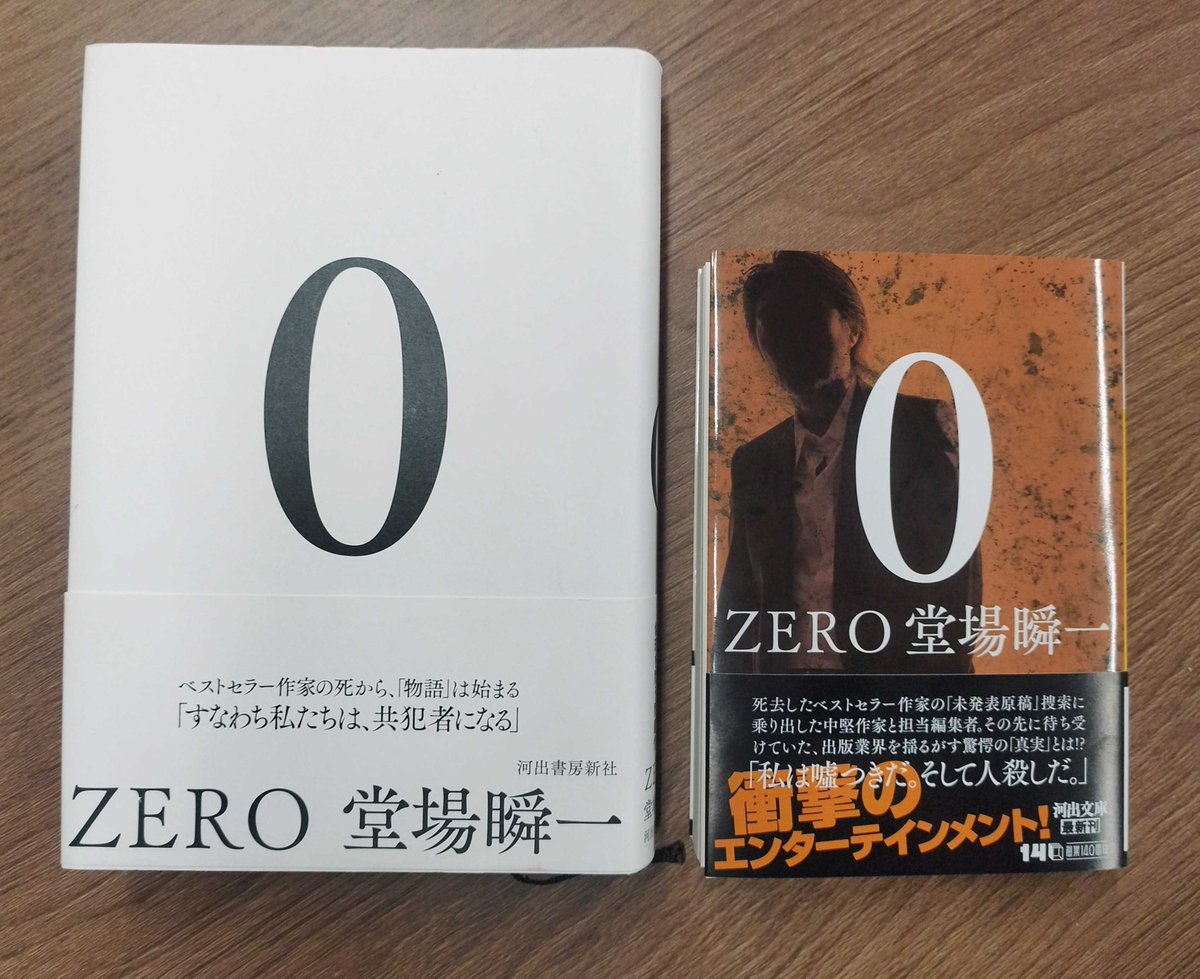 0
ベストセラー作家の死から、「物語」は始まる
「すなわち私たちは、共犯者になる」
河出書房新社
ZERO 堂場瞬一
0
ZERO 堂場瞬一
死去したベストセラー作家の「未発表原稿」捜索に
乗り出した中堅作家と担当編集者。その先に待ち受
けていた、出版業界を揺るがす驚愕の「真実」とは!?
「私は嘘つきだ。そして人殺しだ。」
衝撃の
エンターテインメント!
河出文庫
最新刊
140